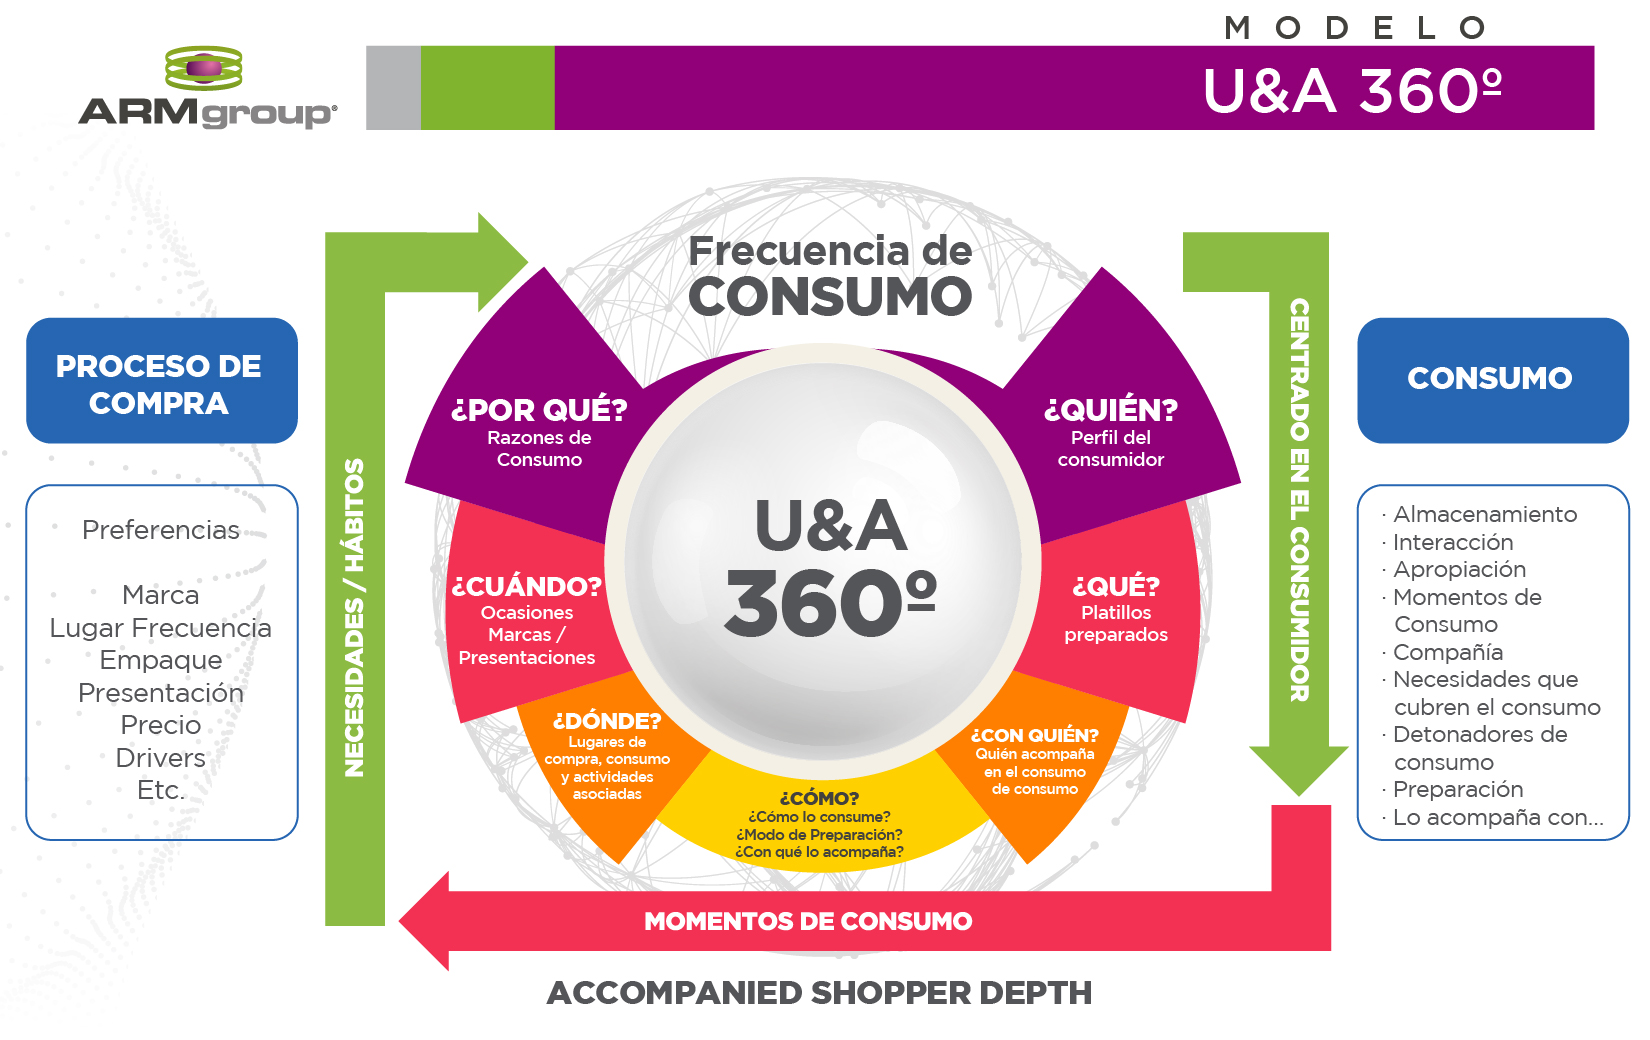 MODELO
ARMgroup®
U&A 360º
Frecuencia de
CONSUMO
PROCESO DE
COMPRA
Preferencias
Marca
Lugar Frecuencia
Empaque
Presentación
Precio
Drivers
Etc.
NECESIDADES / HÁBITOS
¿POR QUÉ?
Razones de
Consumo
¿CUÁNDO?
Ocasiones
Marcas /
Presentaciones
¿DÓNDE?
Lugares de
compra, consumo
y actividades
asociadas
U&A
360º
¿CÓMO?
¿Cómo lo consume?
¿Modo de Preparación?
¿Con qué lo acompaña?
¿QUIÉN?
Perfil del
consumidor
¿QUÉ?
Platillos
preparados
¿CON QUIÉN?
Quién acompaña
en el consumo
de consumo
CENTRADO EN EL CONSUMIDOR
CONSUMO
· Almacenamiento
· Interacción
· Apropiación
· Momentos de
Consumo
· Compañía
· Necesidades que
cubren el consumo
· Detonadores de
consumo
· Preparación
· Lo acompaña con...
MOMENTOS DE CONSUMO
ACCOMPANIED SHOPPER DEPTH